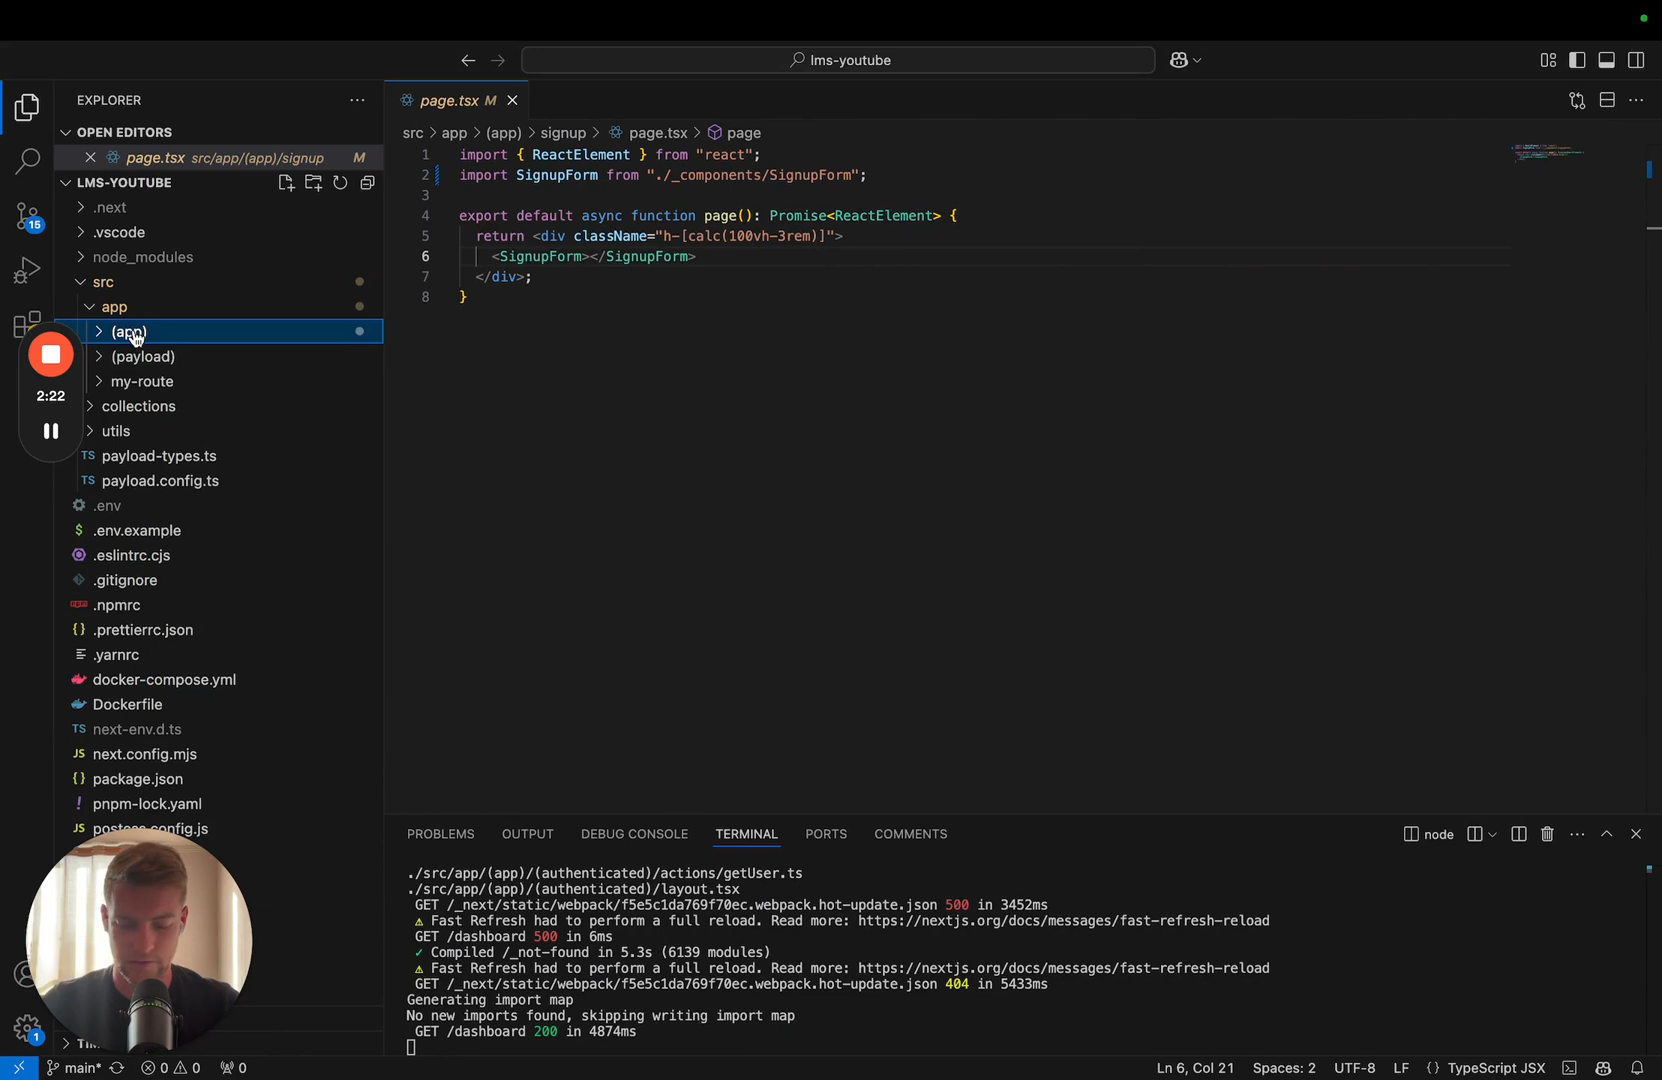 lms-youtube
EXPLORER
page.tsx M
OPEN EDITORS
src > app > (app) > signup > page.tsx > page
page.tsx src/app/(app)/signup M
LMS-YOUTUBE
.next
.vscode
node_modules
src
app
(app)
(payload)
my-route
collections
utils
TS payload-types.ts
TS payload.config.ts
.env
$ .env.example
.eslintrc.cjs
.gitignore
.npmrc
{} .prettierrc.json
.yarnrc
docker-compose.yml
Dockerfile
TS next-env.d.ts
JS next.config.mjs
{} package.json
! pnpm-lock.yaml
JS postcss.config.js
15
2:22
1
1 import { ReactElement } from "react";
2 import SignupForm from "./_components/SignupForm";
3
4 export default async function page(): Promise<ReactElement> {
5 return <div className="h-[calc(100vh-3rem)]">
6 <SignupForm></SignupForm>
7 </div>;
8 }
PROBLEMS OUTPUT DEBUG CONSOLE TERMINAL PORTS COMMENTS
node
./src/app/(app)/(authenticated)/actions/getUser.ts
./src/app/(app)/(authenticated)/layout.tsx
GET /_next/static/webpack/f5e5c1da769f70ec.webpack.hot-update.json 500 in 3452ms
⚠ Fast Refresh had to perform a full reload. Read more: https://nextjs.org/docs/messages/fast-refresh-reload
GET /dashboard 500 in 6ms
✓ Compiled /_not-found in 5.3s (6139 modules)
⚠ Fast Refresh had to perform a full reload. Read more: https://nextjs.org/docs/messages/fast-refresh-reload
GET /_next/static/webpack/f5e5c1da769f70ec.webpack.hot-update.json 404 in 5433ms
Generating import map
No new imports found, skipping writing import map
GET /dashboard 200 in 4874ms
main* 0 0 0
Ln 6, Col 21 Spaces: 2 UTF-8 LF {} TypeScript JSX